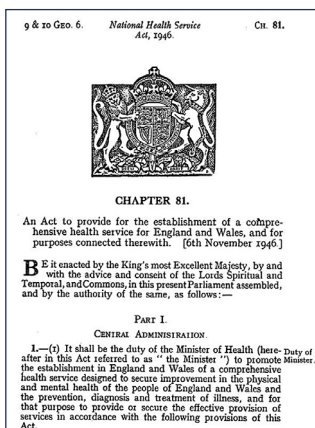 9 & 10 GEO. 6. National Health Service CH. 81.
Act, 1946.
CHAPTER 81.
An Act to provide for the establishment of a compre-
hensive health service for England and Wales, and for
purposes connected therewith. [6th November 1946.]
BE it enacted by the King's most Excellent Majesty, by and
with the advice and consent of the Lords Spiritual and
Temporal, and Commons, in this present Parliament assembled,
and by the authority of the same, as follows:—
PART I.
CENTRAL ADMINISTRATION.
1.—(1) It shall be the duty of the Minister of Health (here- Duty of
after in this Act referred to as " the Minister ") to promote Minister.
the establishment in England and Wales of a comprehensive
health service designed to secure improvement in the physical
and mental health of the people of England and Wales and
the prevention, diagnosis and treatment of illness, and for
that purpose to provide or secure the effective provision of
services in accordance with the following provisions of this
Act.